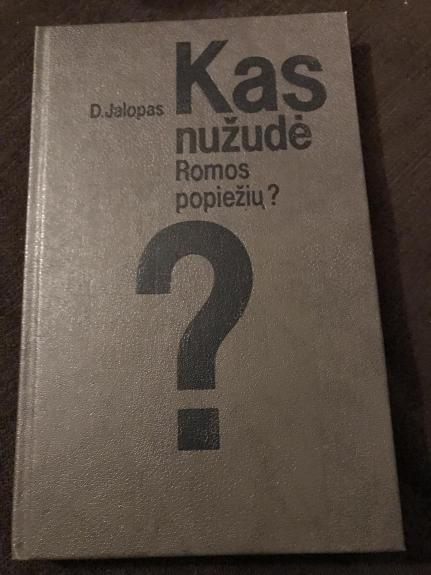 D.Jalopas
Kas
nužudė
Romos
popiežių?
?